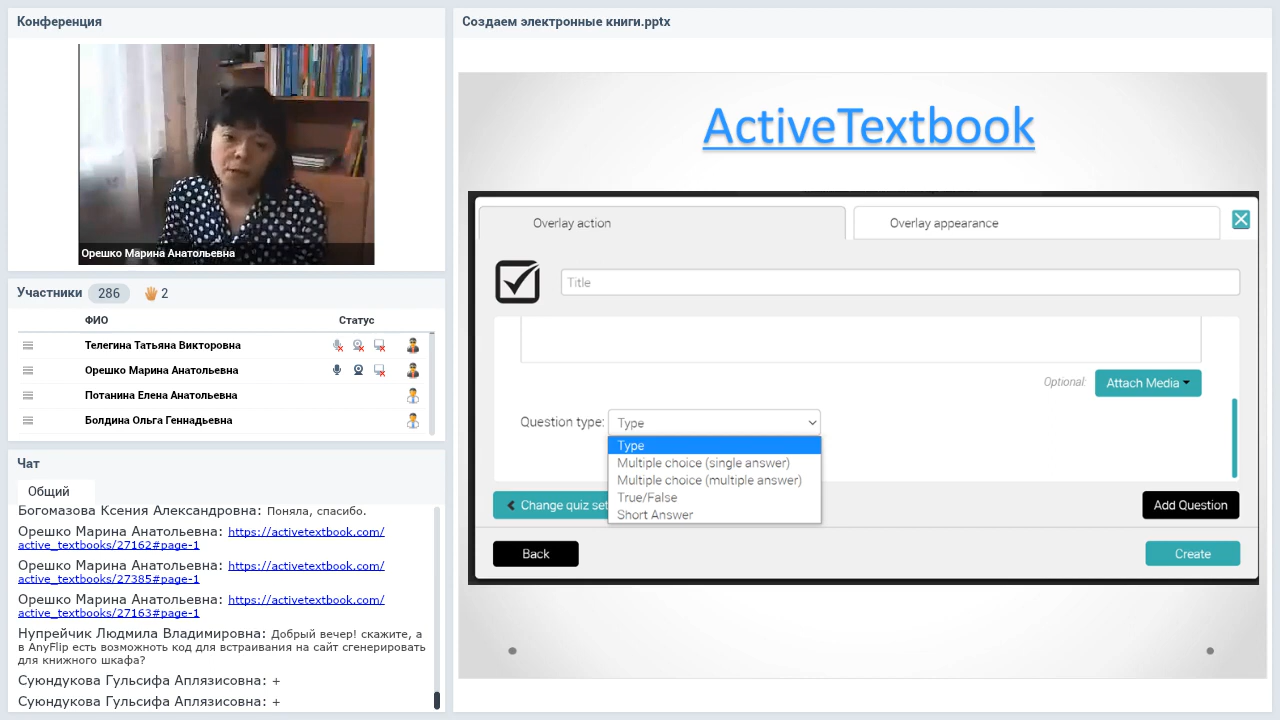 Конференция
Орешко Марина Анатольевна
Участники 286 2
ФИО Статус
Телегина Татьяна Викторовна
Орешко Марина Анатольевна
Потанина Елена Анатольевна
Болдина Ольга Геннадьевна
Чат
Общий
Богомазова Ксения Александровна: Поняла, спасибо.
Орешко Марина Анатольевна: https://activetextbook.com/
active_textbooks/27162#page-1
Орешко Марина Анатольевна: https://activetextbook.com/
active_textbooks/27385#page-1
Орешко Марина Анатольевна: https://activetextbook.com/
active_textbooks/27163#page-1
Нупрейчик Людмила Владимировна: Добрый вечер! скажите, а
в AnyFlip есть возможноть код для встраивания на сайт сгенерировать
для книжного шкафа?
Суюндукова Гульсифа Аплязисовна: +
Суюндукова Гульсифа Аплязисовна: +
Создаем электронные книги.pptx
ActiveTextbook
Overlay action
Overlay appearance
Title
Optional:
Attach Media
Question type: Type
Type
Multiple choice (single answer)
Multiple choice (multiple answer)
True/False
Short Answer
Change quiz set
Add Question
Back
Create